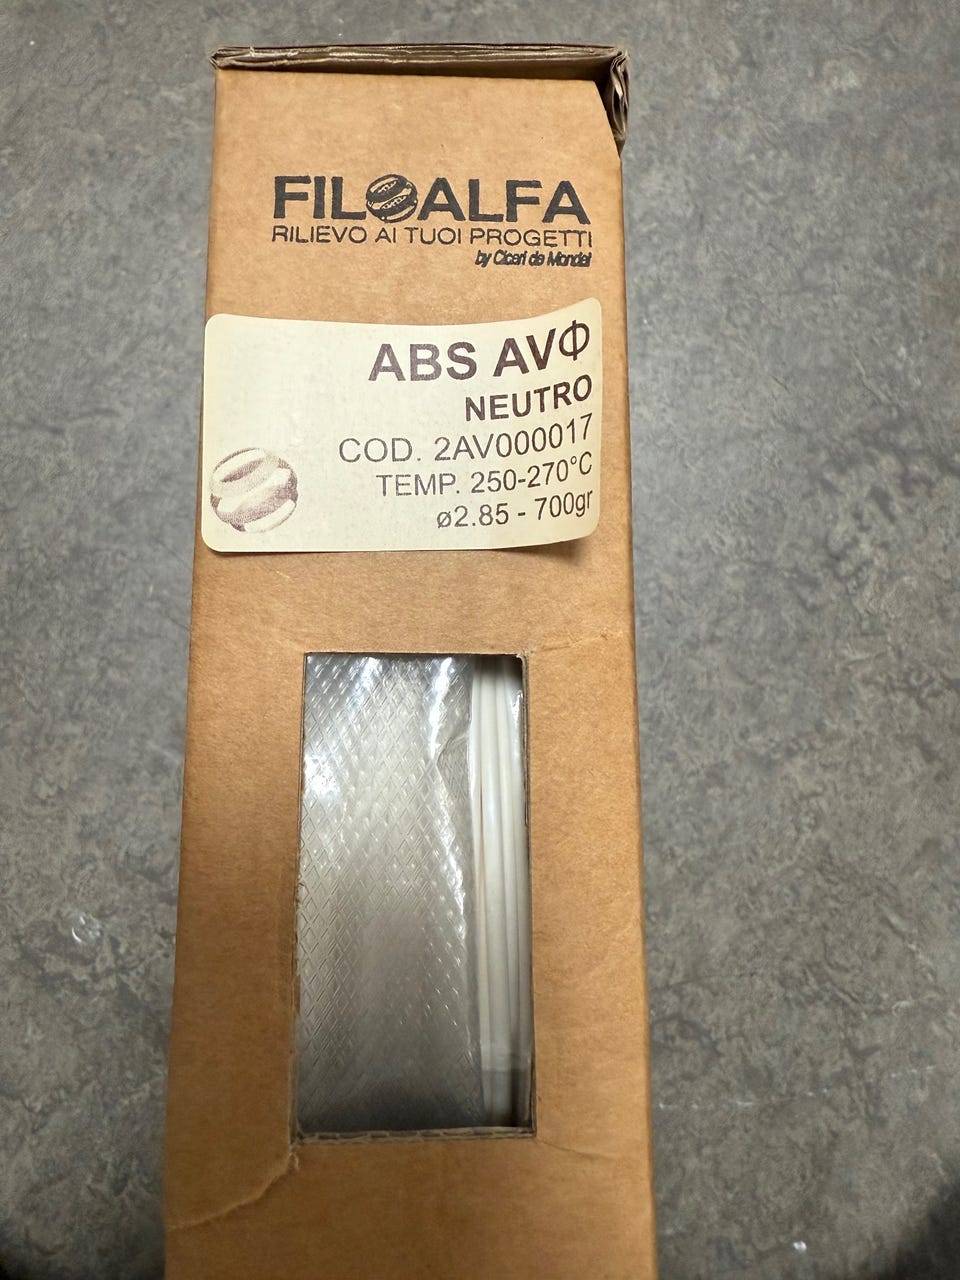 FILOALFA
RILIEVO AI TUOI PROGETTI
by Ciceri de Mondel
ABS AVΦ
NEUTRO
COD. 2AV000017
TEMP. 250-270°C
ø2.85 - 700gr